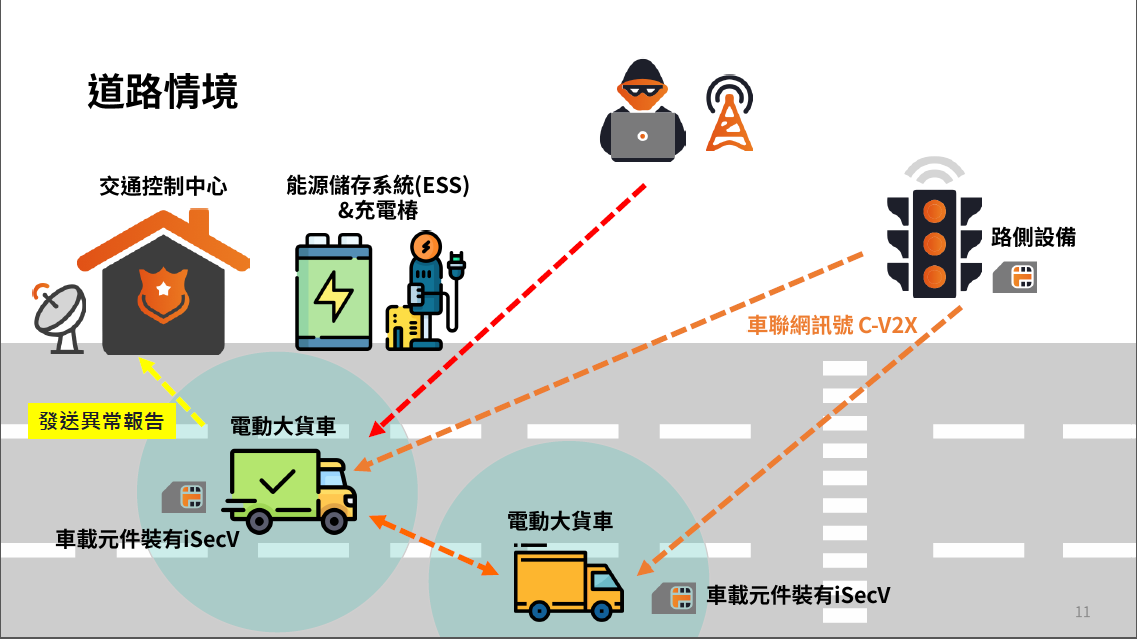 道路情境
交通控制中心
能源儲存系統(ESS)
&充電樁
路側設備
車聯網訊號 C-V2X
發送異常報告
電動大貨車
車載元件裝有iSecV
電動大貨車
車載元件裝有iSecV
11